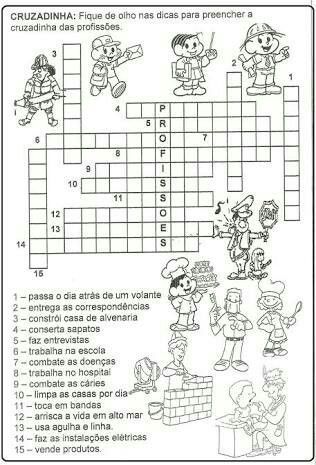 CRUZADINHA: Fique de olho nas dicas para preencher a
cruzadinha das profissões.
3
2
1
4
P
5
R
6
O
7
8
F
9
I
10
S
11
S
12
O
13
E
14
S
15
1 – passa o dia atrás de um volante
2 – entrega as correspondências
3 – constrói casa de alvenaria
4 – conserta sapatos
5 – faz entrevistas
6 – trabalha na escola
7 – combate as doenças
8 – trabalha no hospital
9 – combate as cáries
10 – limpa as casas por dia
11 – toca em bandas
12 – arrisca a vida em alto mar
13 – usa agulha e linha.
14 – faz as instalações elétricas
15 – vende produtos.